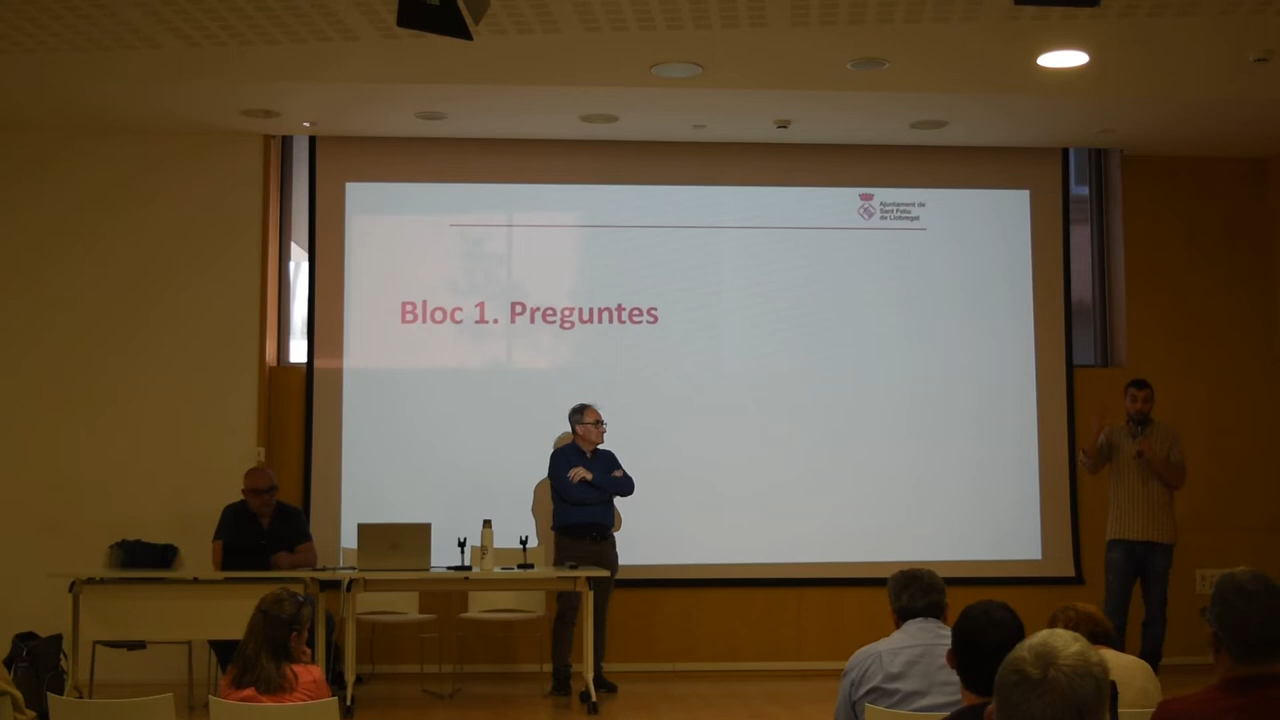 Ajuntament de
Sant Feliu
de Llobregat
Bloc 1. Preguntes